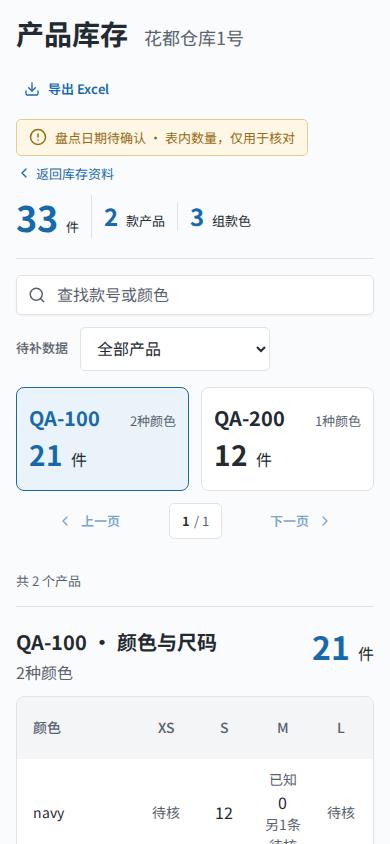 产品库存 花都仓库1号
导出 Excel
盘点日期待确认 · 表内数量，仅用于核对
返回库存资料
33 件 2 款产品 3 组款色
查找款号或颜色
待补数据 全部产品
QA-100 2种颜色 QA-200 1种颜色
21 件 12 件
上一页 1 / 1 下一页
共 2 个产品
QA-100 · 颜色与尺码 21 件
2种颜色
颜色 XS S M L
已知
navy 待核 12 0 待核
另1条
待核